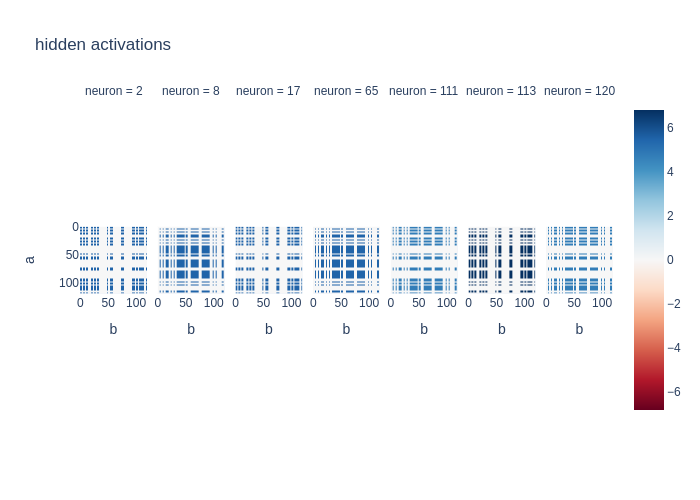 hidden activations
neuron = 2 neuron = 8 neuron = 17 neuron = 65 neuron = 111 neuron = 113 neuron = 120
6
4
2
0
−2
−4
−6
0
50
100
a
0 50 100 0 50 100 0 50 100 0 50 100 0 50 100 0 50 100 0 50 100
b b b b b b b